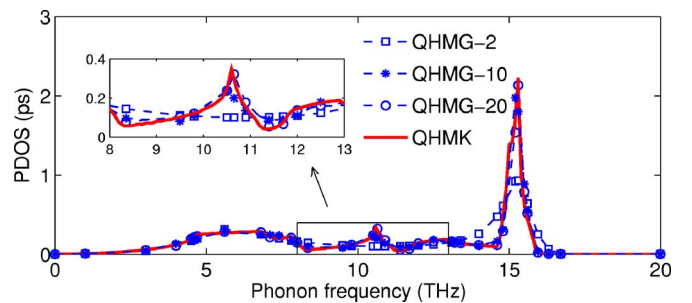 3
2
1
0
PDOS (ps)
0.4
0.2
0
8 9 10 11 12 13
QHMG−2
QHMG−10
QHMG−20
QHMK
0 5 10 15 20
Phonon frequency (THz)